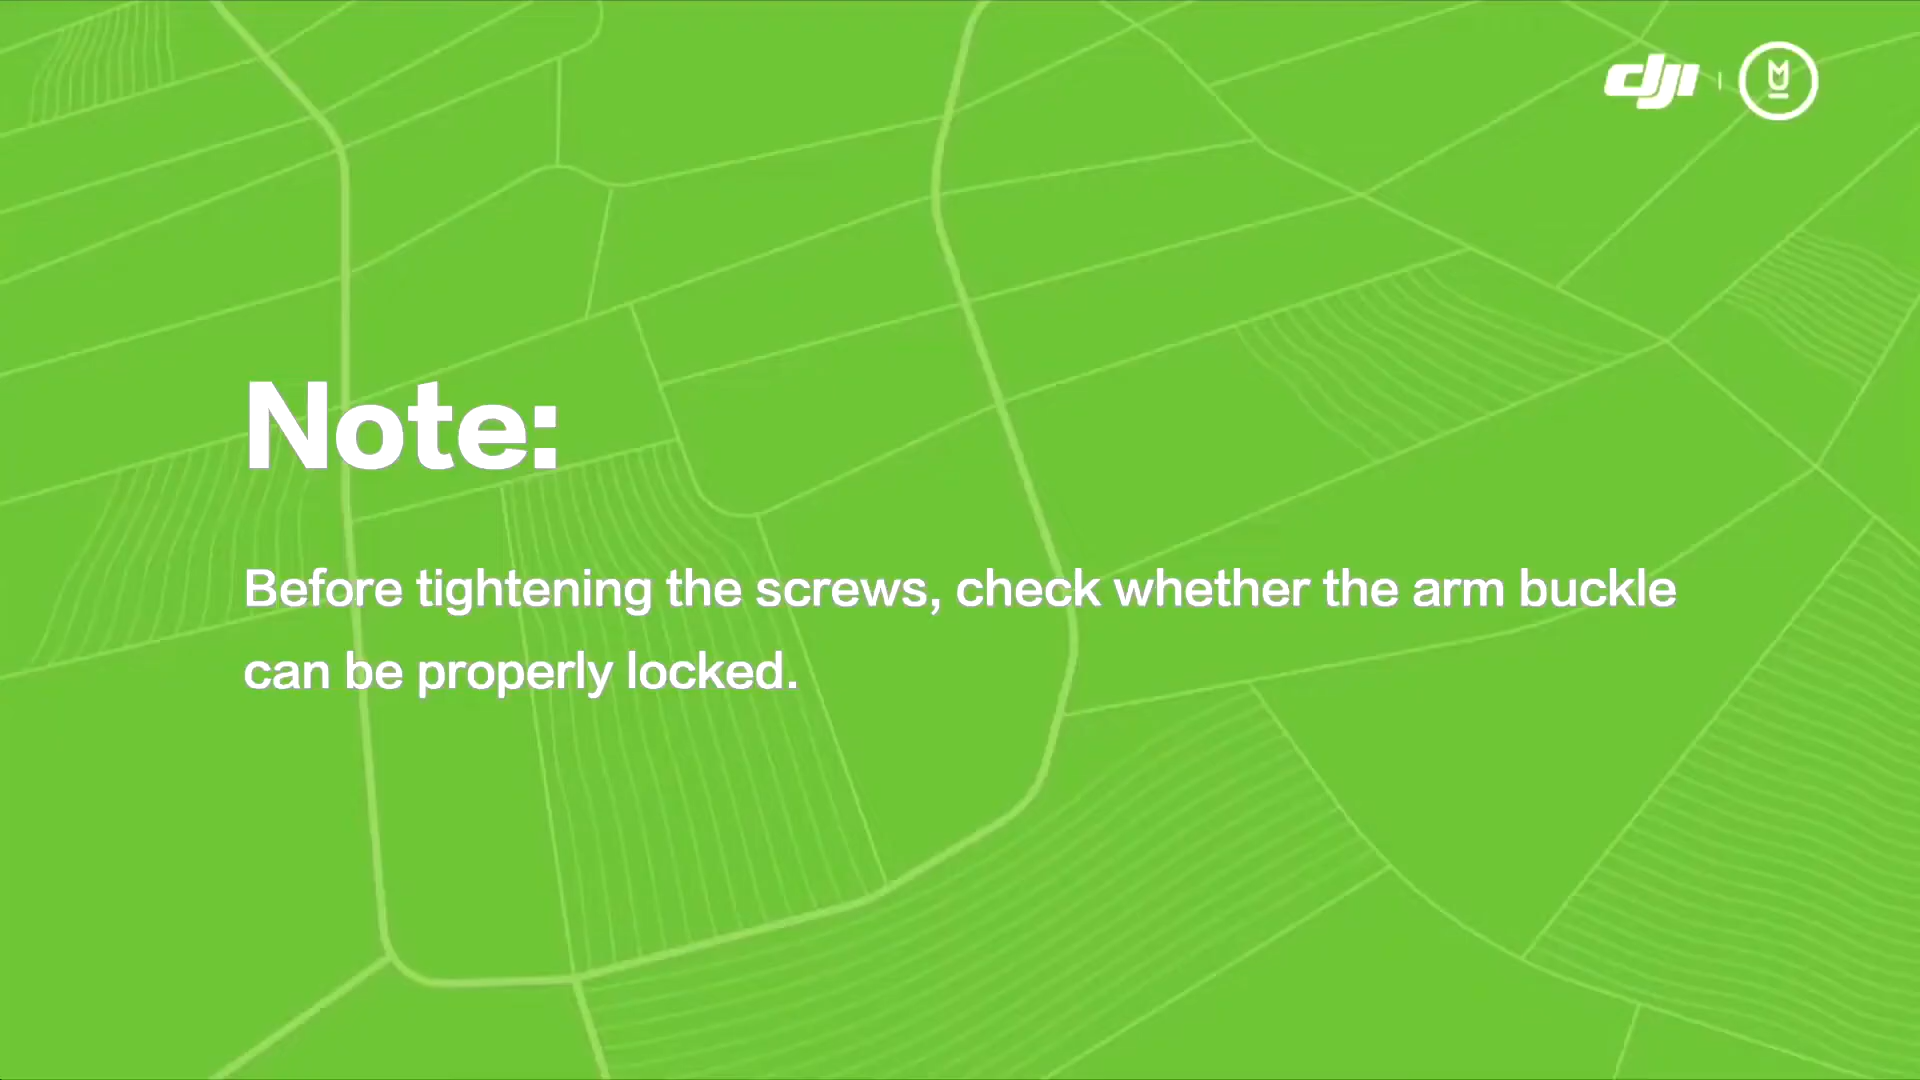 dji
Note:
Before tightening the screws, check whether the arm buckle
can be properly locked.